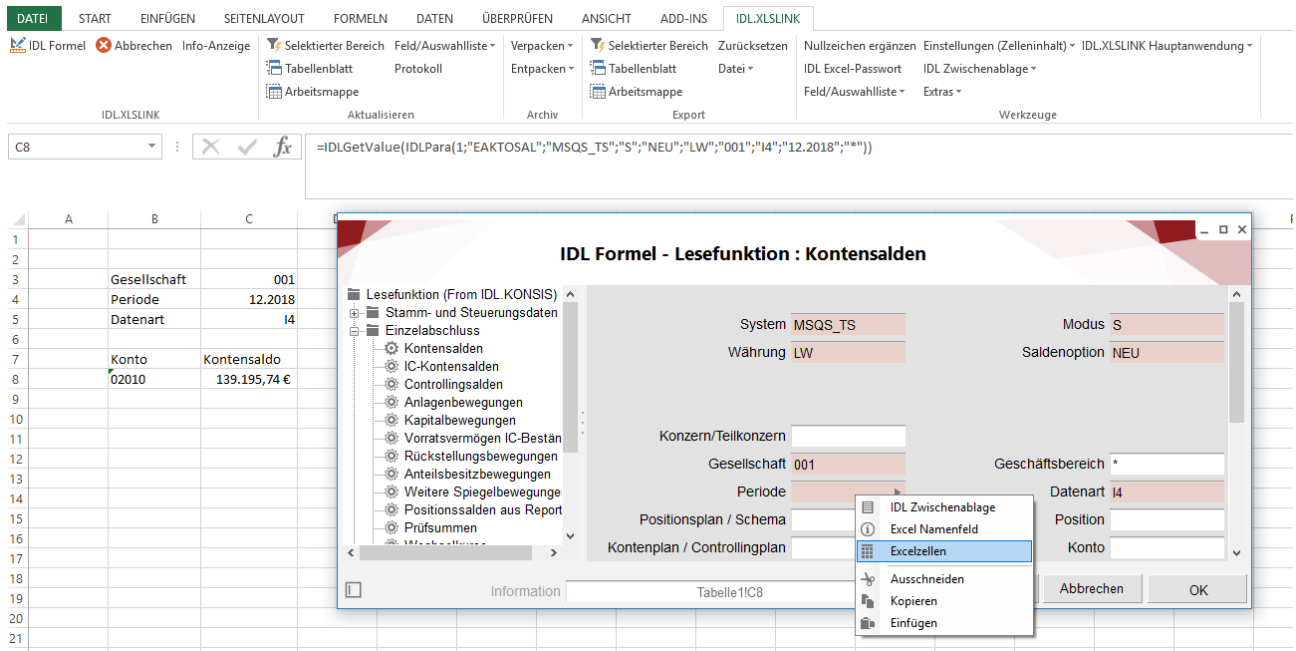 DATEI START EINFÜGEN SEITENLAYOUT FORMELN DATEN ÜBERPRÜFEN ANSICHT ADD-INS IDL.XLSLINK
IDL Formel Abbrechen Info-Anzeige Selektierter Bereich Feld/Auswahlliste Verpacken Selektierter Bereich Zurücksetzen Nullzeichen ergänzen Einstellungen (Zelleninhalt) IDL.XLSLINK Hauptanwendung
Tabellenblatt Protokoll Entpacken Tabellenblatt Datei IDL Excel-Passwort IDL Zwischenablage
Arbeitsmappe Arbeitsmappe Feld/Auswahlliste Extras
IDL.XLSLINK Aktualisieren Archiv Export Werkzeuge
C8 fx =IDLGetValue(IDLPara(1;"EAKTOSAL";"MSQS_TS";"S";"NEU";"LW";"001";"I4";"12.2018";"*"))
A B C
1
2
3 Gesellschaft 001
4 Periode 12.2018
5 Datenart I4
6
7 Konto Kontensaldo
8 02010 139.195,74 €
9
10
11
12
13
14
15
16
17
18
19
20
21
IDL Formel - Lesefunktion : Kontensalden
Lesefunktion (From IDL.KONSIS)
Stamm- und Steuerungsdaten
Einzelabschluss
Kontensalden
IC-Kontensalden
Controllingsalden
Anlagenbewegungen
Kapitalbewegungen
Vorratsvermögen IC-Bestän
Rückstellungsbewegungen
Anteilsbesitzbewegungen
Weitere Spiegelbewegunge
Positionssalden aus Report
Prüfsummen
System MSQS_TS Modus S
Währung LW Saldenoption NEU
Konzern/Teilkonzern
Gesellschaft 001 Geschäftsbereich *
Periode Datenart I4
Positionsplan / Schema Position
Kontenplan / Controllingplan Konto
IDL Zwischenablage
Excel Namenfeld
Excelzellen
Ausschneiden
Kopieren
Einfügen
Information Tabelle1!C8 Abbrechen OK